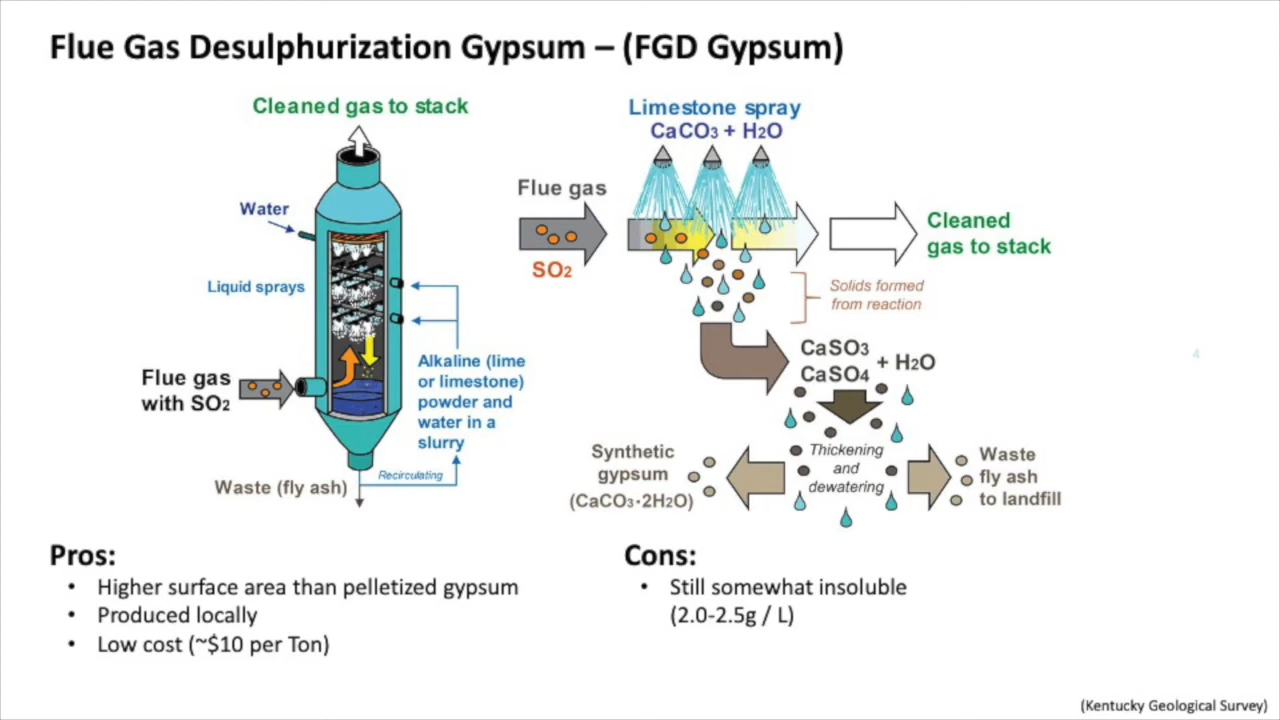 Flue Gas Desulphurization Gypsum – (FGD Gypsum)
Cleaned gas to stack
Water
Liquid sprays
Flue gas
with SO2
Alkaline (lime
or limestone)
powder and
water in a
slurry
Recirculating
Waste (fly ash)
Limestone spray
CaCO3 + H2O
Flue gas
SO2
Cleaned
gas to stack
Solids formed
from reaction
CaSO3
CaSO4 + H2O
Thickening
and
dewatering
Synthetic
gypsum
(CaCO3·2H2O)
Waste
fly ash
to landfill
4
Pros:
• Higher surface area than pelletized gypsum
• Produced locally
• Low cost (~$10 per Ton)
Cons:
• Still somewhat insoluble
(2.0-2.5g / L)
(Kentucky Geological Survey)